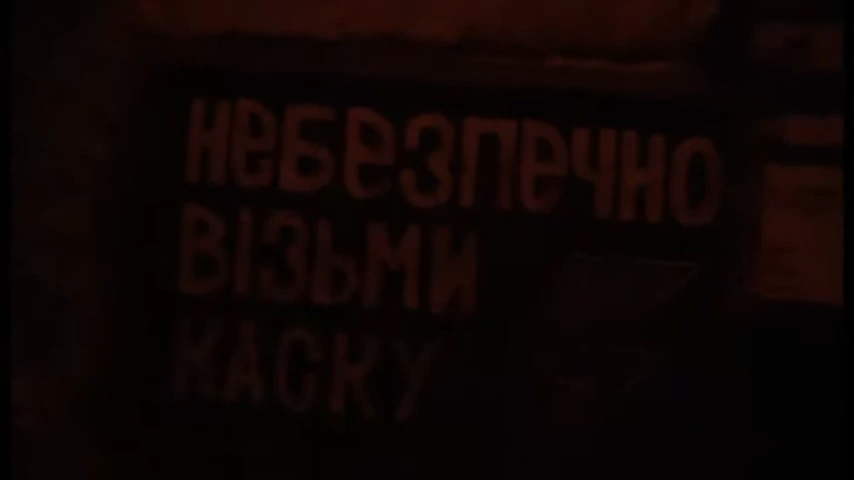 НЕБЕЗПЕЧНО
ВІЗЬМИ
КАСКУ